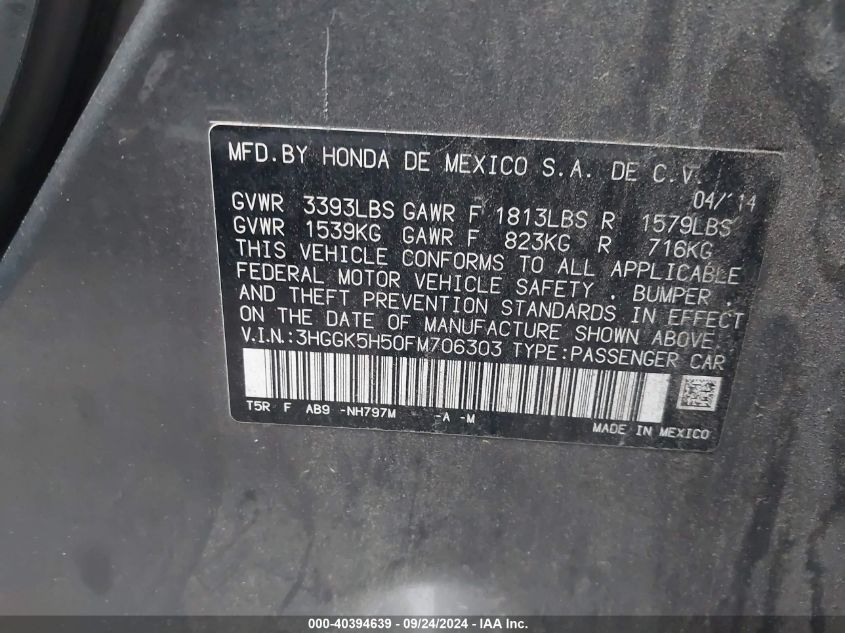 MFD.BY HONDA DE MEXICO S.A. DE C.V.
04/'14
GVWR 3393LBS GAWR F 1813LBS R 1579LBS
GVWR 1539KG GAWR F 823KG R 716KG
THIS VEHICLE CONFORMS TO ALL APPLICABLE
FEDERAL MOTOR VEHICLE SAFETY , BUMPER ,
AND THEFT PREVENTION STANDARDS IN EFFECT
ON THE DATE OF MANUFACTURE SHOWN ABOVE.
V.I.N.:3HGGK5H50FM706303 TYPE:PASSENGER CAR
T5R F AB9 -NH797M -A -M
MADE IN MEXICO
000-40394639 - 09/24/2024 - IAA Inc.